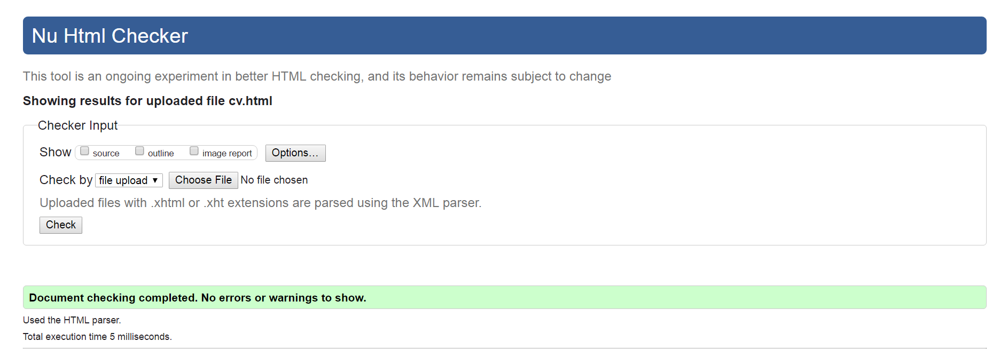 Nu Html Checker
This tool is an ongoing experiment in better HTML checking, and its behavior remains subject to change
Showing results for uploaded file cv.html
Checker Input
Show source outline image report Options...
Check by file upload ▼ Choose File No file chosen
Uploaded files with .xhtml or .xht extensions are parsed using the XML parser.
Check
Document checking completed. No errors or warnings to show.
Used the HTML parser.
Total execution time 5 milliseconds.